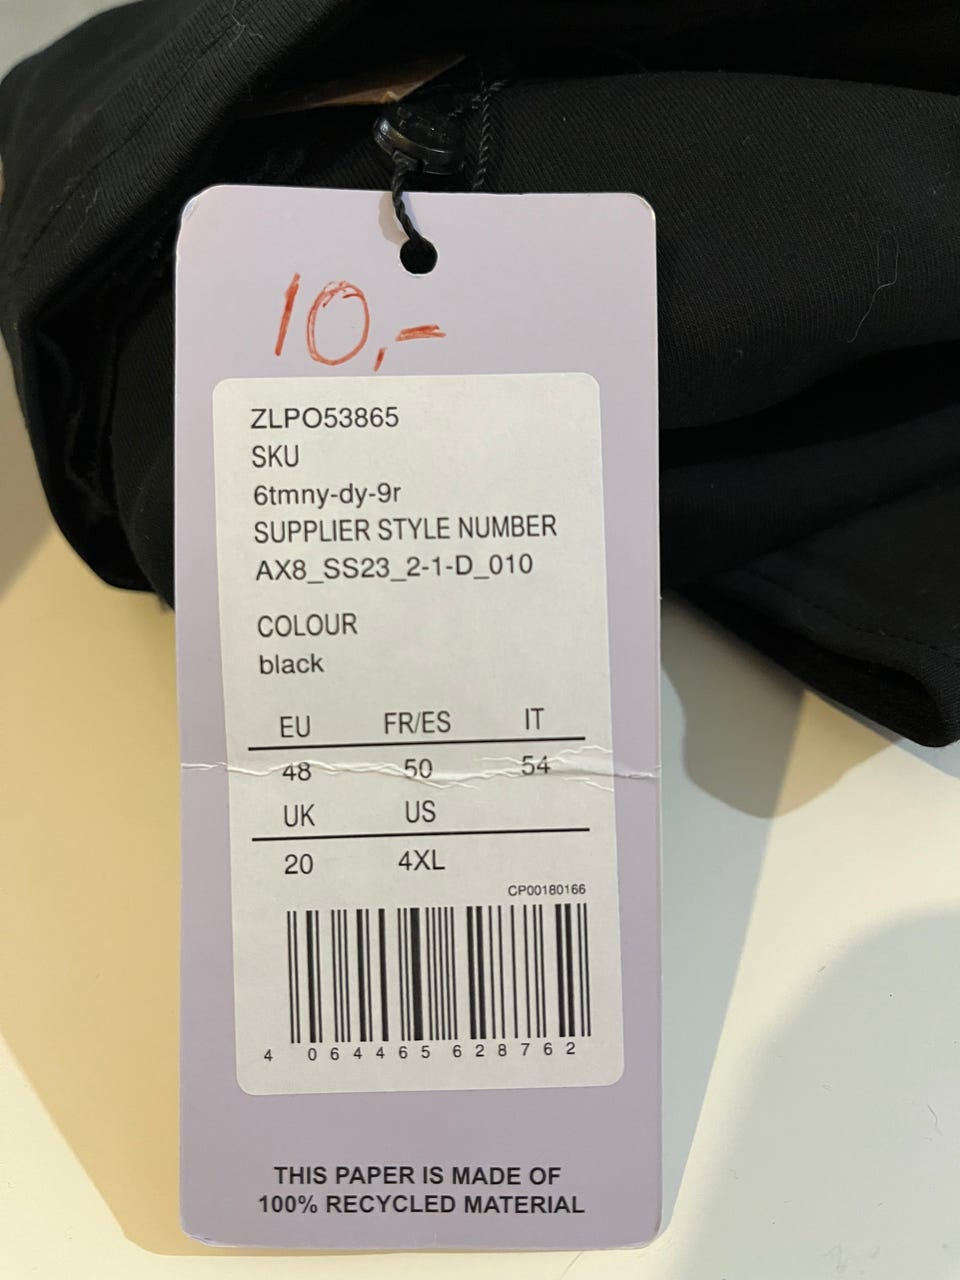 10,-
ZLPO53865
SKU
6tmny-dy-9r
SUPPLIER STYLE NUMBER
AX8_SS23_2-1-D_010
COLOUR
black
EU FR/ES IT
48 50 54
UK US
20 4XL
CP00180166
4 064465 628762
THIS PAPER IS MADE OF
100% RECYCLED MATERIAL